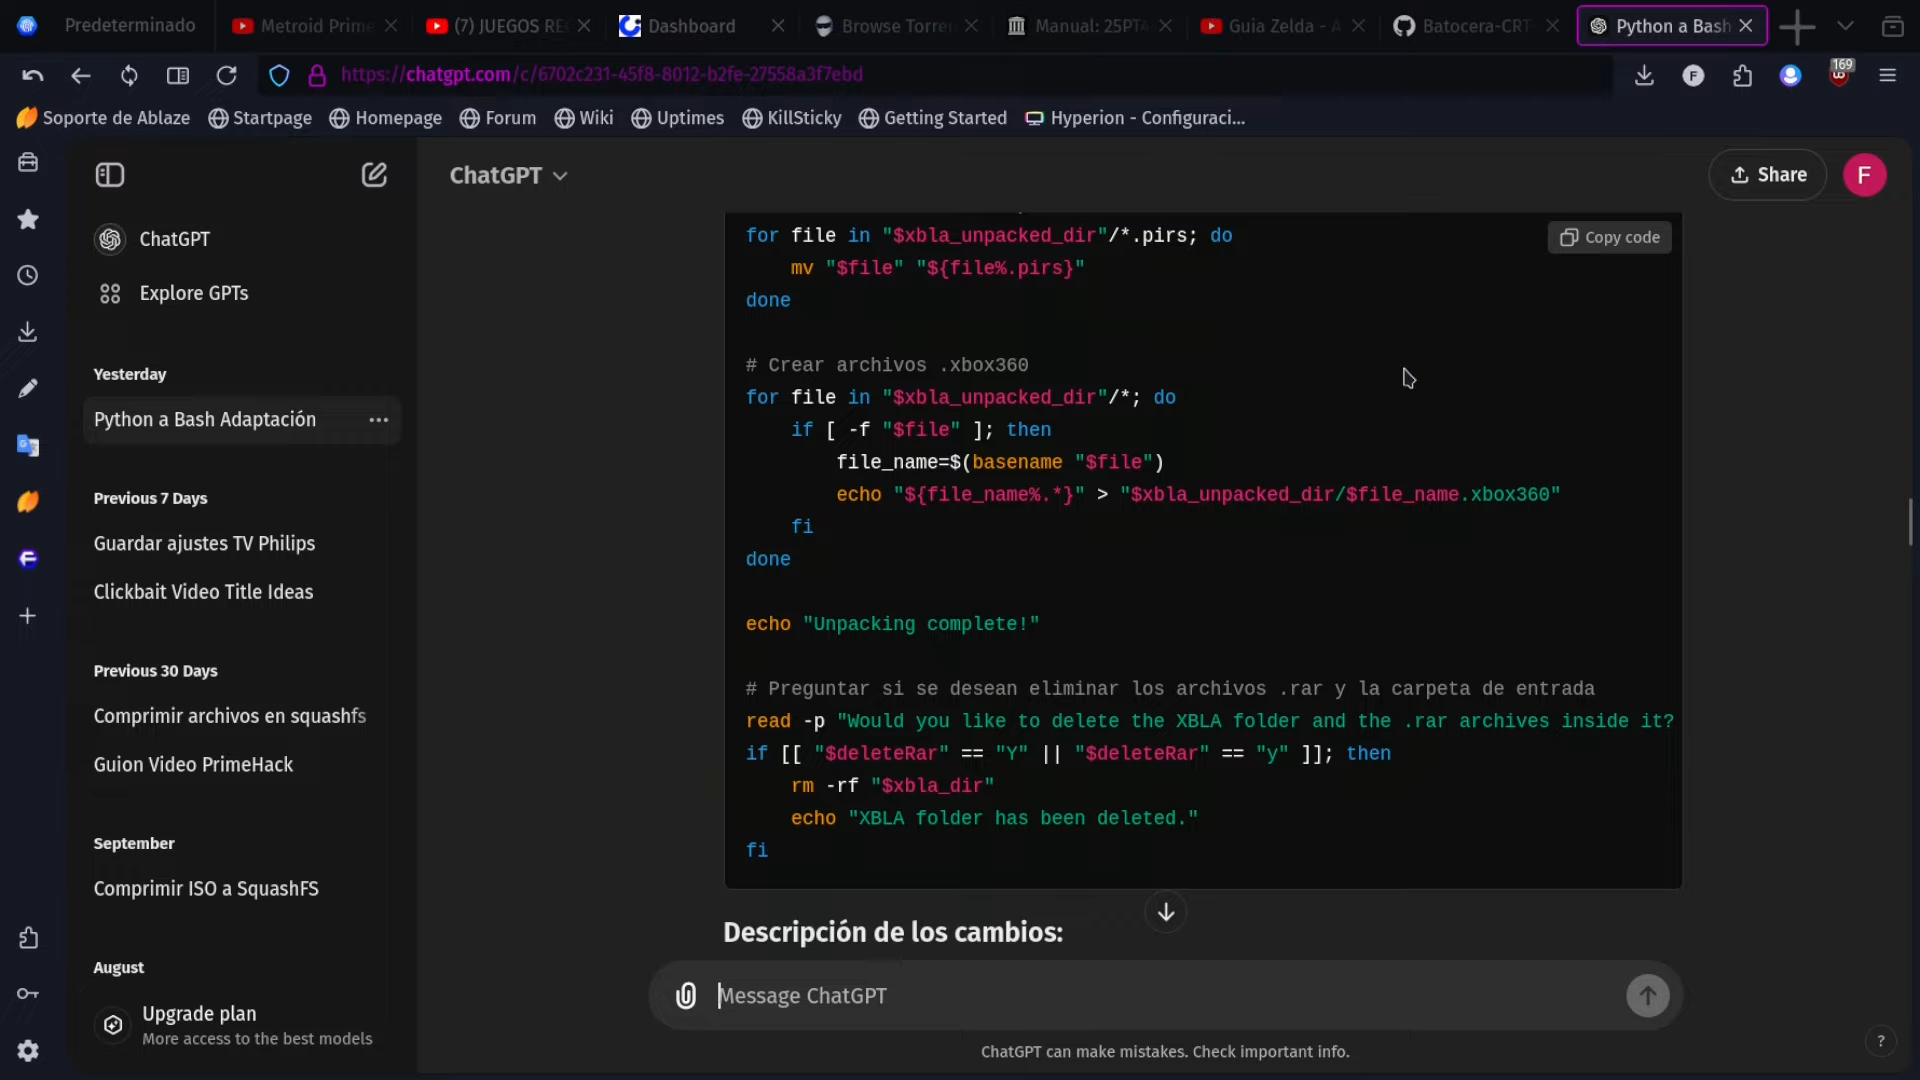 Predeterminado
Metroid Prime
(7) JUEGOS RE
Dashboard
Browse Torren
Manual: 25PTA
Guia Zelda - A
Batocera-CRT-
Python a Bash
https://chatgpt.com/c/6702c231-45f8-8012-b2fe-27558a3f7ebd
F
169
Soporte de Ablaze
Startpage
Homepage
Forum
Wiki
Uptimes
KillSticky
Getting Started
Hyperion - Configuraci...
ChatGPT
Share
F
ChatGPT
Explore GPTs
Yesterday
Python a Bash Adaptación
Previous 7 Days
Guardar ajustes TV Philips
Clickbait Video Title Ideas
Previous 30 Days
Comprimir archivos en squashfs
Guion Video PrimeHack
September
Comprimir ISO a SquashFS
August
Upgrade plan
More access to the best models
Copy code
for file in "$xbla_unpacked_dir"/*.pirs; do
    mv "$file" "${file%.pirs}"
done
# Crear archivos .xbox360
for file in "$xbla_unpacked_dir"/*; do
    if [ -f "$file" ]; then
        file_name=$(basename "$file")
        echo "${file_name%.*}" > "$xbla_unpacked_dir/$file_name.xbox360"
    fi
done
echo "Unpacking complete!"
# Preguntar si se desean eliminar los archivos .rar y la carpeta de entrada
read -p "Would you like to delete the XBLA folder and the .rar archives inside it?
if [[ "$deleteRar" == "Y" || "$deleteRar" == "y" ]]; then
    rm -rf "$xbla_dir"
    echo "XBLA folder has been deleted."
fi
Descripción de los cambios:
Message ChatGPT
ChatGPT can make mistakes. Check important info.
?